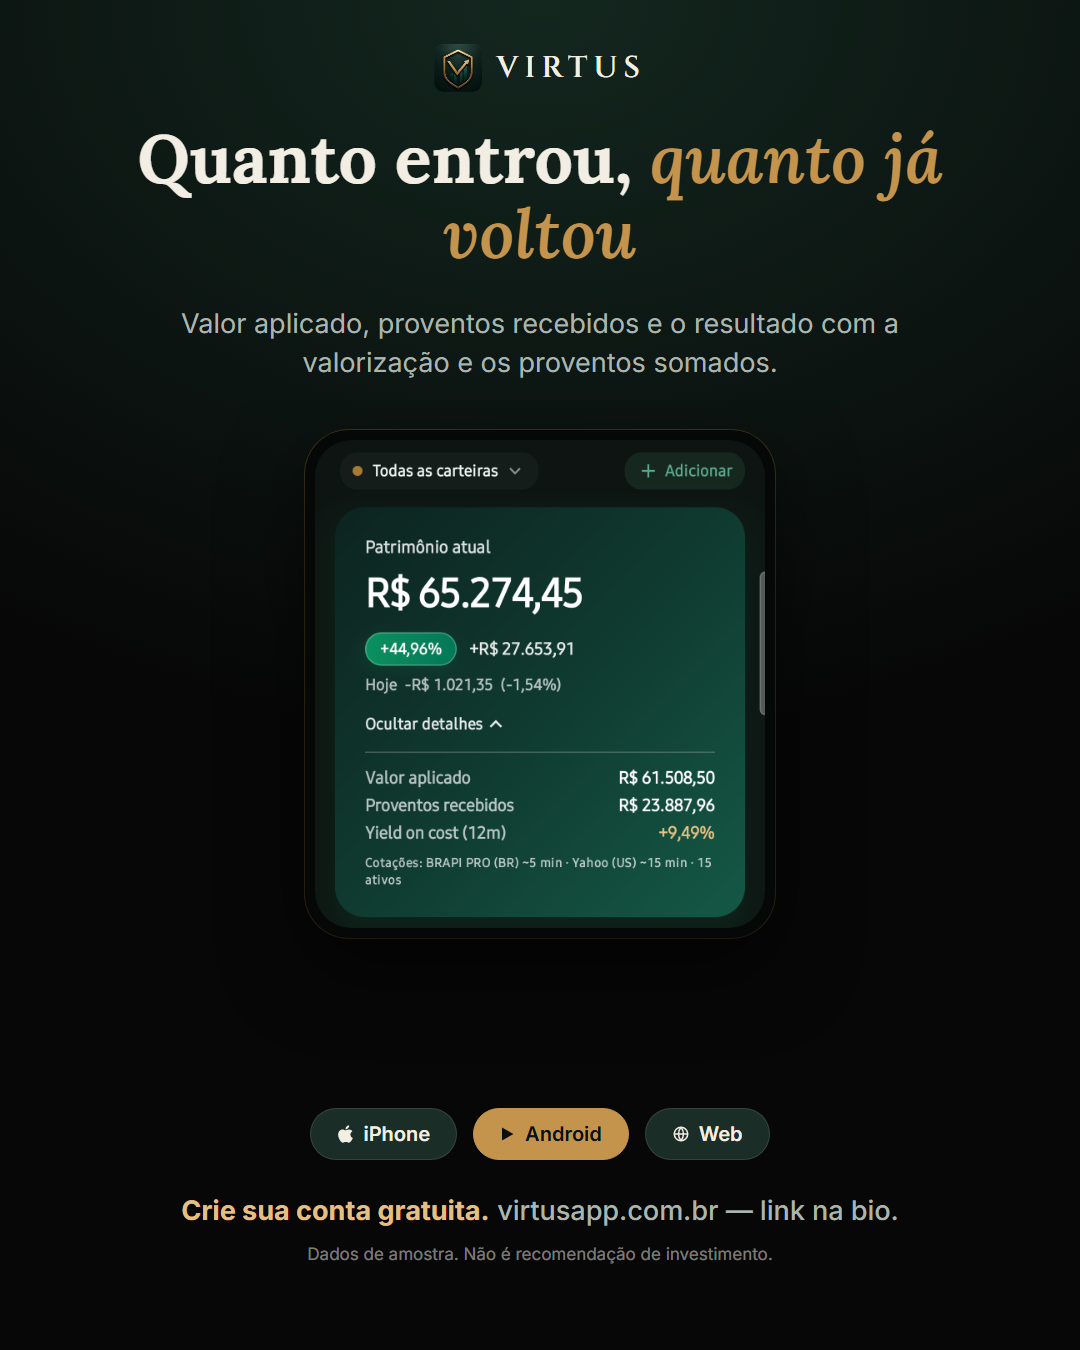 VIRTUS
Quanto entrou, quanto já
voltou
Valor aplicado, proventos recebidos e o resultado com a
valorização e os proventos somados.
Todas as carteiras
Adicionar
Patrimônio atual
R$ 65.274,45
+44,96% +R$ 27.653,91
Hoje -R$ 1.021,35 (-1,54%)
Ocultar detalhes
Valor aplicado R$ 61.508,50
Proventos recebidos R$ 23.887,96
Yield on cost (12m) +9,49%
Cotações: BRAPI PRO (BR) ~5 min · Yahoo (US) ~15 min · 15
ativos
iPhone Android Web
Crie sua conta gratuita. virtusapp.com.br — link na bio.
Dados de amostra. Não é recomendação de investimento.